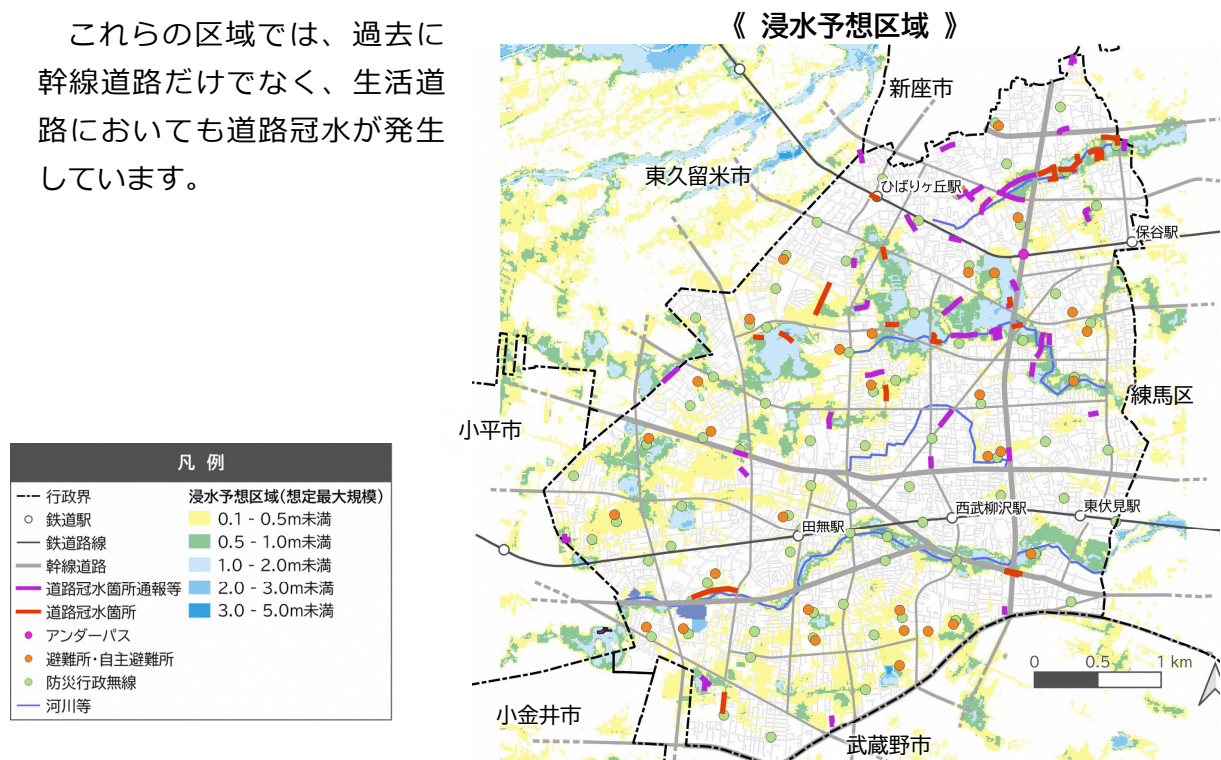 これらの区域では、過去に
幹線道路だけでなく、生活道
路においても道路冠水が発生
しています。
《 浸水予想区域 》
新座市
東久留米市
ひばりヶ丘駅
保谷駅
練馬区
小平市
西武柳沢駅
東伏見駅
田無駅
0 0.5 1 km
小金井市
武蔵野市
凡 例
行政界
鉄道駅
鉄道路線
幹線道路
道路冠水箇所通報等
道路冠水箇所
アンダーパス
避難所・自主避難所
防災行政無線
河川等
浸水予想区域(想定最大規模)
0.1 - 0.5m未満
0.5 - 1.0m未満
1.0 - 2.0m未満
2.0 - 3.0m未満
3.0 - 5.0m未満